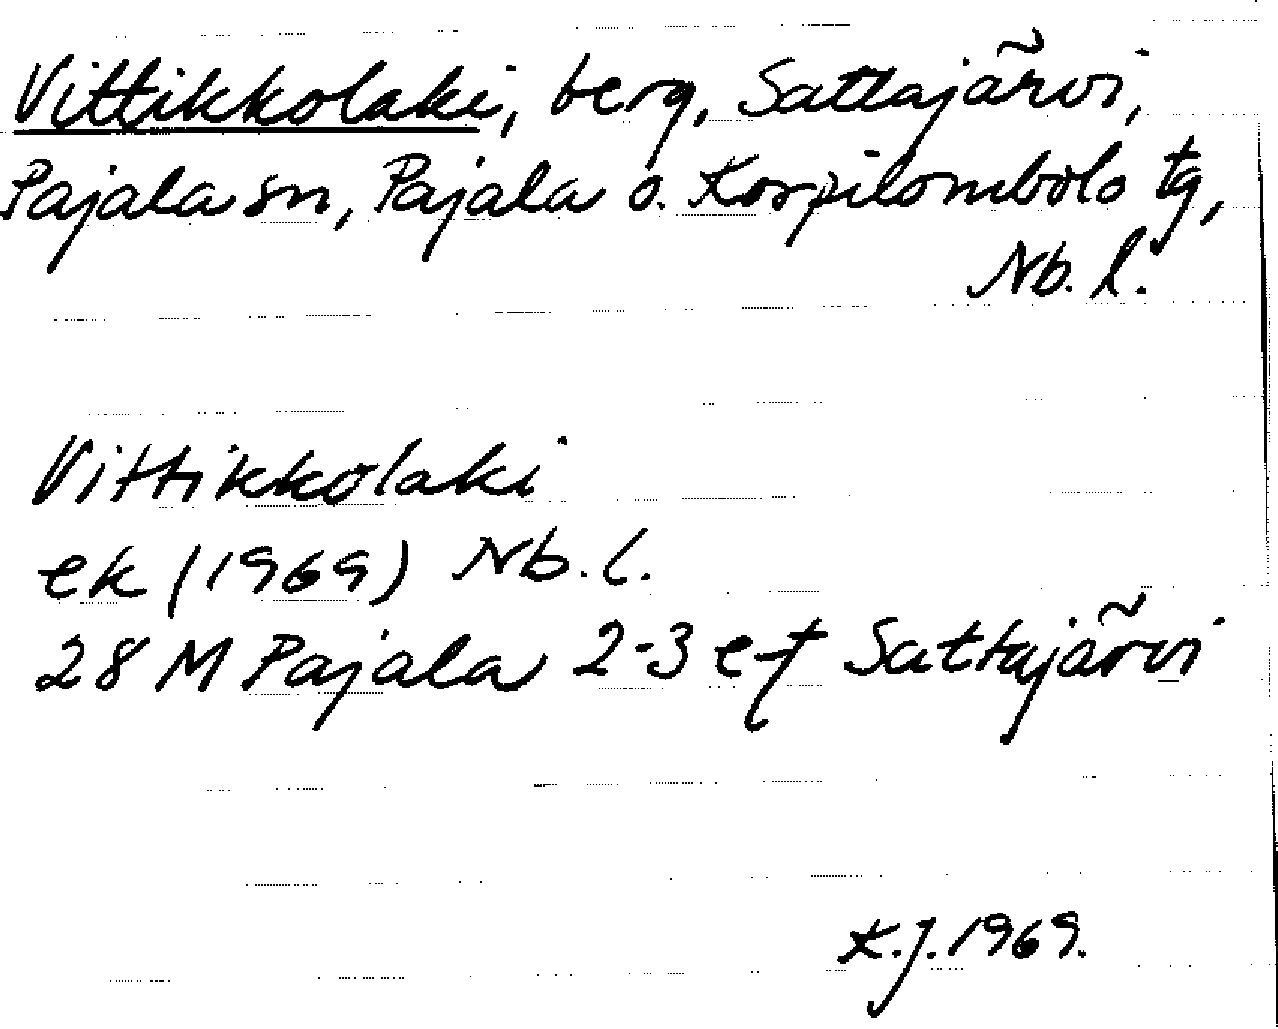 Vittikkolaki, berg, Sattajärvi,
Pajala sn, Pajala o. Korpilombolo tg,
Nb. l.
Vittikkolaki
ek (1969) Nb. l.
28 M Pajala 2-3 e-f Sattajärvi
K.J. 1969.